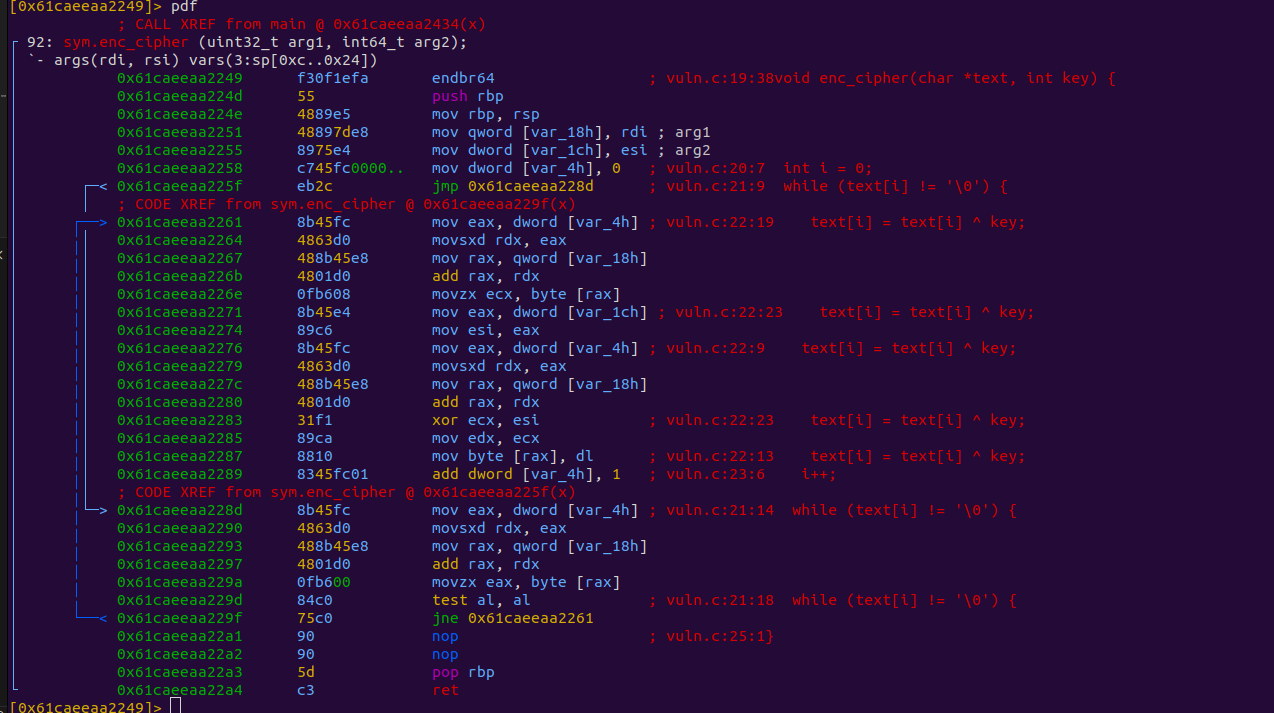 [0x61caeeaa2249]> pdf
; CALL XREF from main @ 0x61caeeaa2434(x)
92: sym.enc_cipher (uint32_t arg1, int64_t arg2);
`- args(rdi, rsi) vars(3:sp[0xc..0x24])
0x61caeeaa2249 f30f1efa endbr64 ; vuln.c:19:38void enc_cipher(char *text, int key) {
0x61caeeaa224d 55 push rbp
0x61caeeaa224e 4889e5 mov rbp, rsp
0x61caeeaa2251 48897de8 mov qword [var_18h], rdi ; arg1
0x61caeeaa2255 8975e4 mov dword [var_1ch], esi ; arg2
0x61caeeaa2258 c745fc0000.. mov dword [var_4h], 0 ; vuln.c:20:7 int i = 0;
< 0x61caeeaa225f eb2c jmp 0x61caeeaa228d ; vuln.c:21:9 while (text[i] != '\0') {
; CODE XREF from sym.enc_cipher @ 0x61caeeaa229f(x)
> 0x61caeeaa2261 8b45fc mov eax, dword [var_4h] ; vuln.c:22:19 text[i] = text[i] ^ key;
0x61caeeaa2264 4863d0 movsxd rdx, eax
0x61caeeaa2267 488b45e8 mov rax, qword [var_18h]
0x61caeeaa226b 4801d0 add rax, rdx
0x61caeeaa226e 0fb608 movzx ecx, byte [rax]
0x61caeeaa2271 8b45e4 mov eax, dword [var_1ch] ; vuln.c:22:23 text[i] = text[i] ^ key;
0x61caeeaa2274 89c6 mov esi, eax
0x61caeeaa2276 8b45fc mov eax, dword [var_4h] ; vuln.c:22:9 text[i] = text[i] ^ key;
0x61caeeaa2279 4863d0 movsxd rdx, eax
0x61caeeaa227c 488b45e8 mov rax, qword [var_18h]
0x61caeeaa2280 4801d0 add rax, rdx
0x61caeeaa2283 31f1 xor ecx, esi ; vuln.c:22:23 text[i] = text[i] ^ key;
0x61caeeaa2285 89ca mov edx, ecx
0x61caeeaa2287 8810 mov byte [rax], dl ; vuln.c:22:13 text[i] = text[i] ^ key;
0x61caeeaa2289 8345fc01 add dword [var_4h], 1 ; vuln.c:23:6 i++;
; CODE XREF from sym.enc_cipher @ 0x61caeeaa225f(x)
> 0x61caeeaa228d 8b45fc mov eax, dword [var_4h] ; vuln.c:21:14 while (text[i] != '\0') {
0x61caeeaa2290 4863d0 movsxd rdx, eax
0x61caeeaa2293 488b45e8 mov rax, qword [var_18h]
0x61caeeaa2297 4801d0 add rax, rdx
0x61caeeaa229a 0fb600 movzx eax, byte [rax]
0x61caeeaa229d 84c0 test al, al ; vuln.c:21:18 while (text[i] != '\0') {
< 0x61caeeaa229f 75c0 jne 0x61caeeaa2261
0x61caeeaa22a1 90 nop ; vuln.c:25:1}
0x61caeeaa22a2 90 nop
0x61caeeaa22a3 5d pop rbp
0x61caeeaa22a4 c3 ret
[0x61caeeaa2249]>